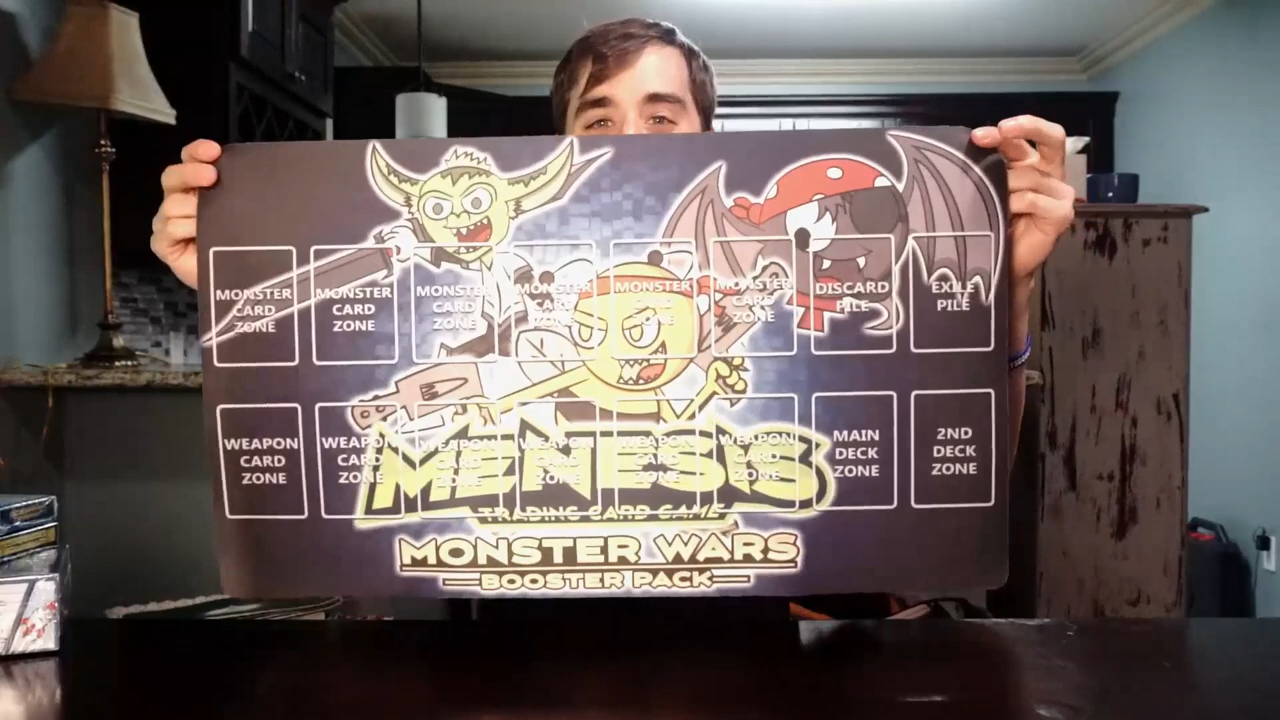 MONSTER
CARD
ZONE
MONSTER
CARD
ZONE
MONSTER
CARD
ZONE
MONSTER
CARD
ZONE
MONSTER
CARD
ZONE
MONSTER
CARD
ZONE
DISCARD
PILE
EXILE
PILE
WEAPON
CARD
ZONE
WEAPON
CARD
ZONE
WEAPON
CARD
ZONE
WEAPON
CARD
ZONE
WEAPON
CARD
ZONE
WEAPON
CARD
ZONE
MAIN
DECK
ZONE
2ND
DECK
ZONE
MENESIS
TRADING CARD GAME
MONSTER WARS
BOOSTER PACK